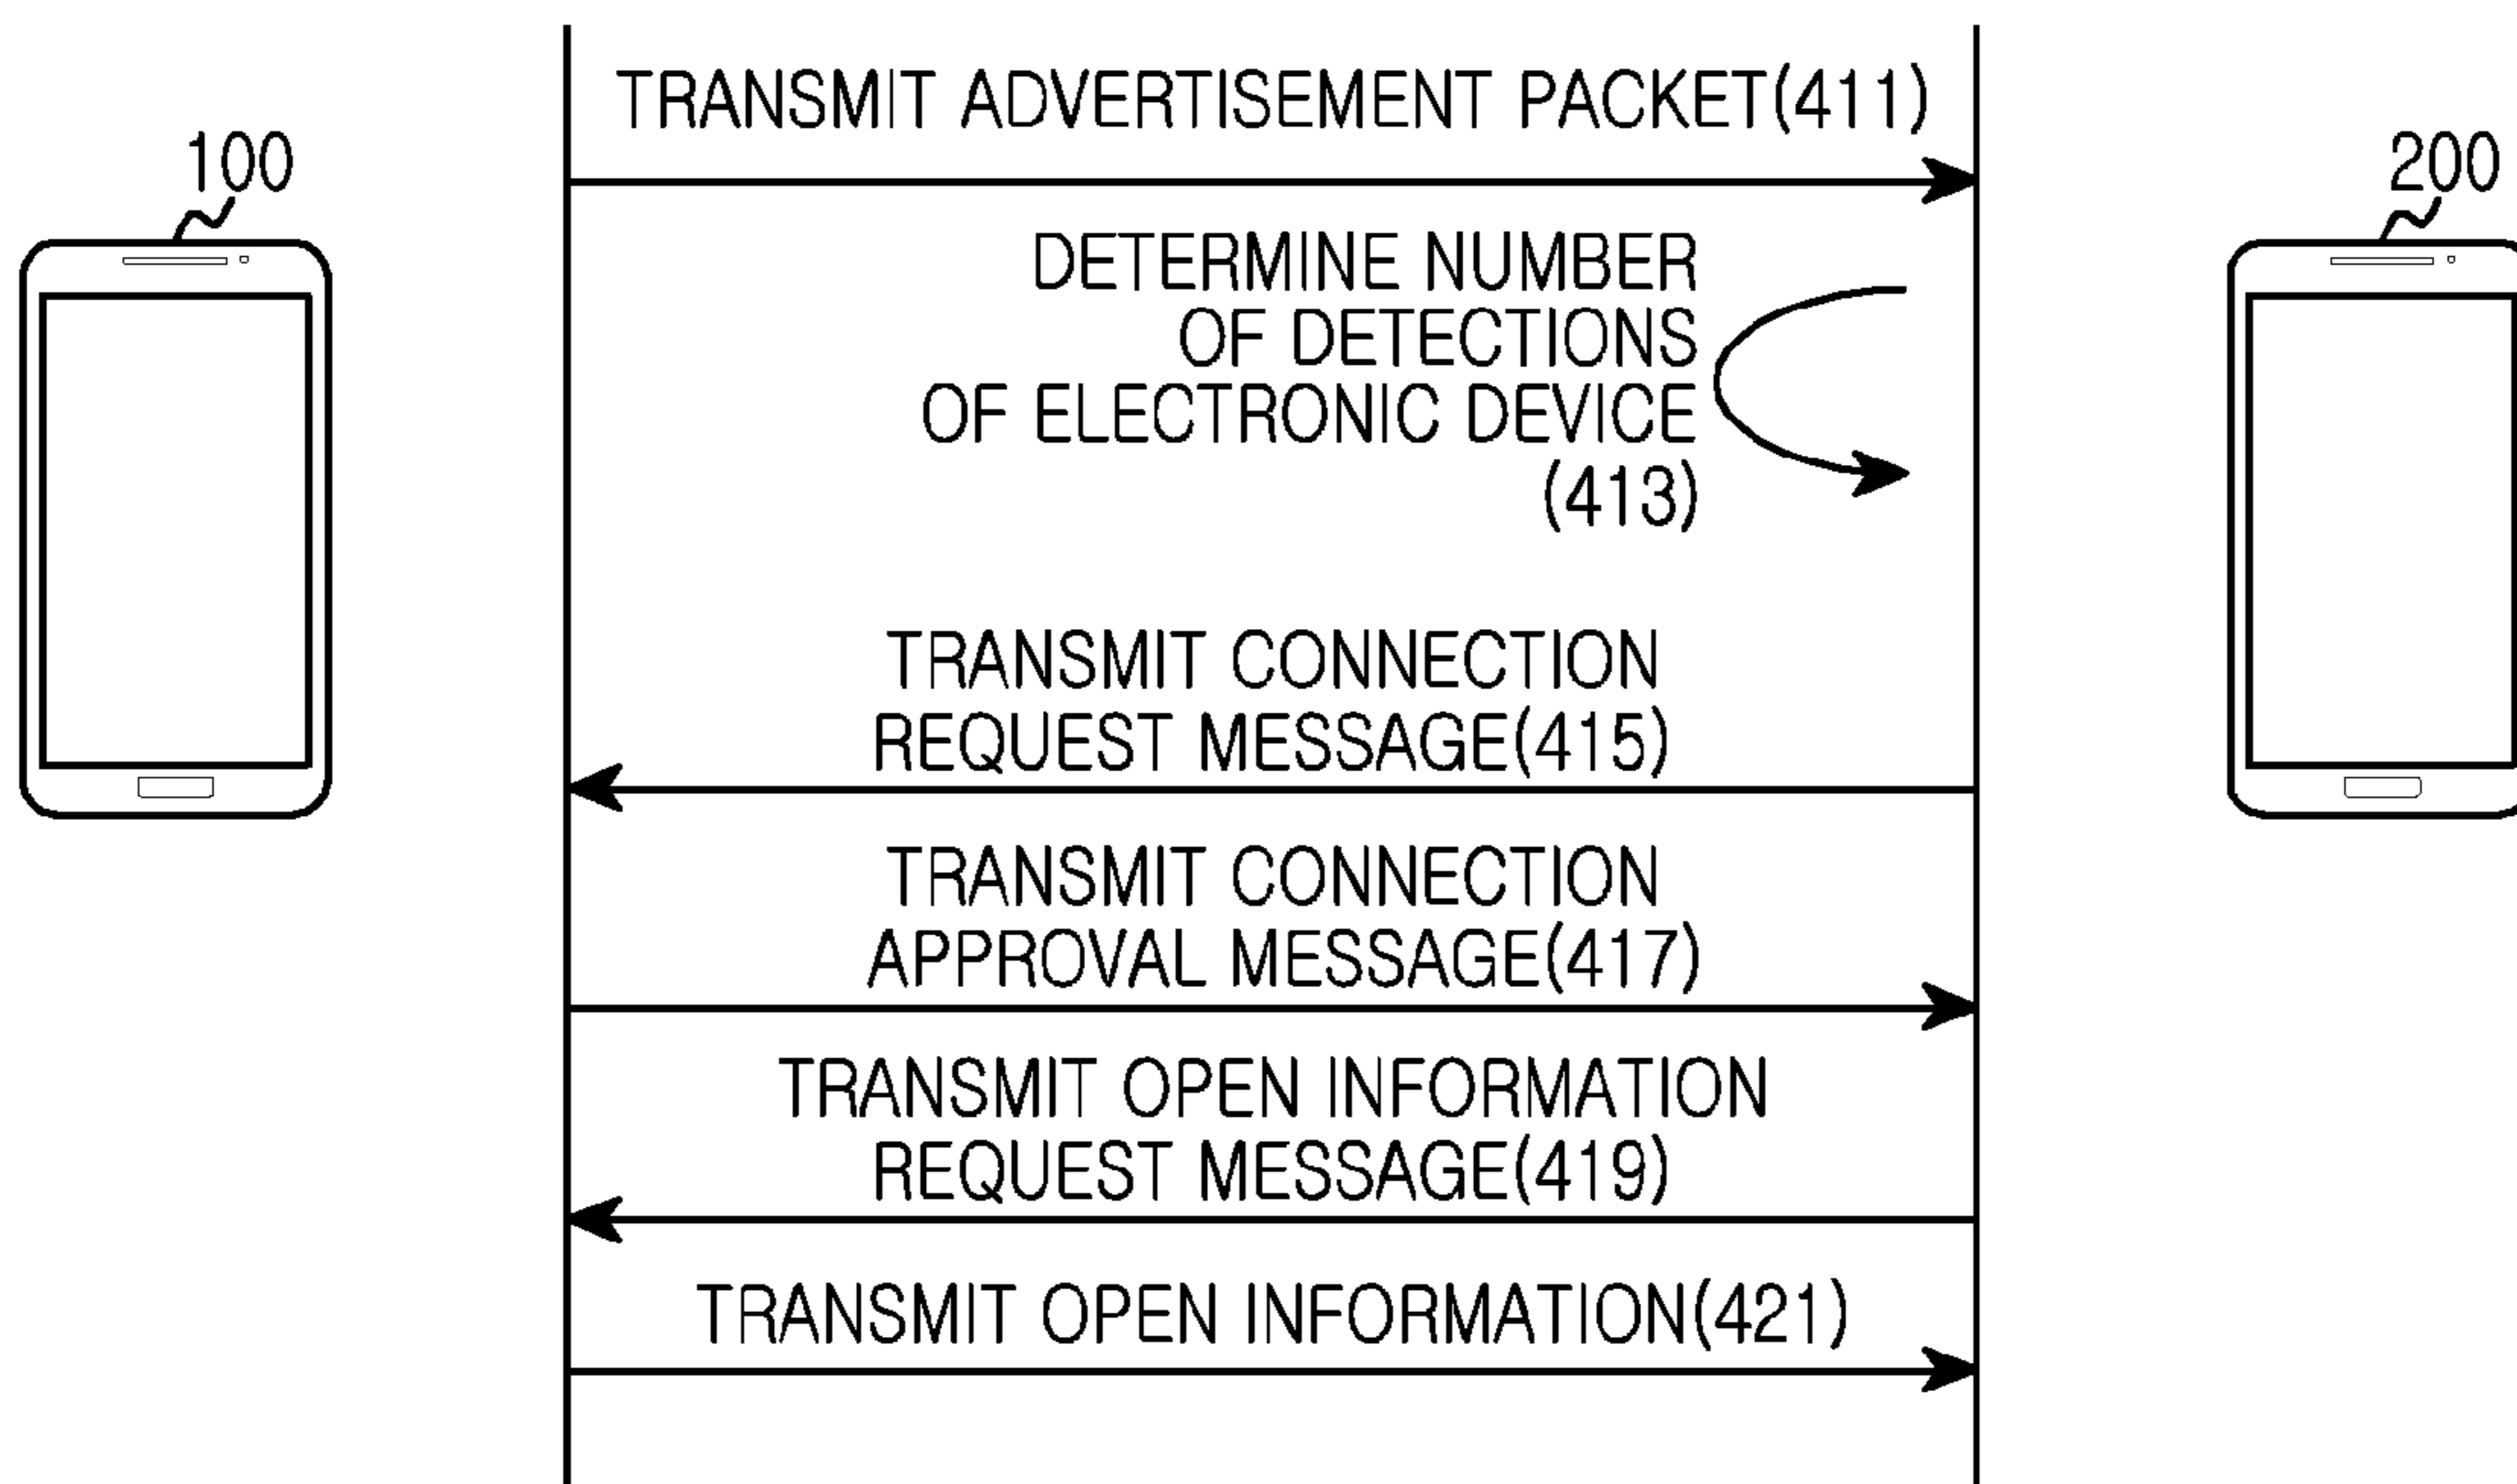 TRANSMIT ADVERTISEMENT PACKET(411)
100
200
DETERMINE NUMBER
OF DETECTIONS
OF ELECTRONIC DEVICE
(413)
TRANSMIT CONNECTION
REQUEST MESSAGE(415)
TRANSMIT CONNECTION
APPROVAL MESSAGE(417)
TRANSMIT OPEN INFORMATION
REQUEST MESSAGE(419)
TRANSMIT OPEN INFORMATION(421)